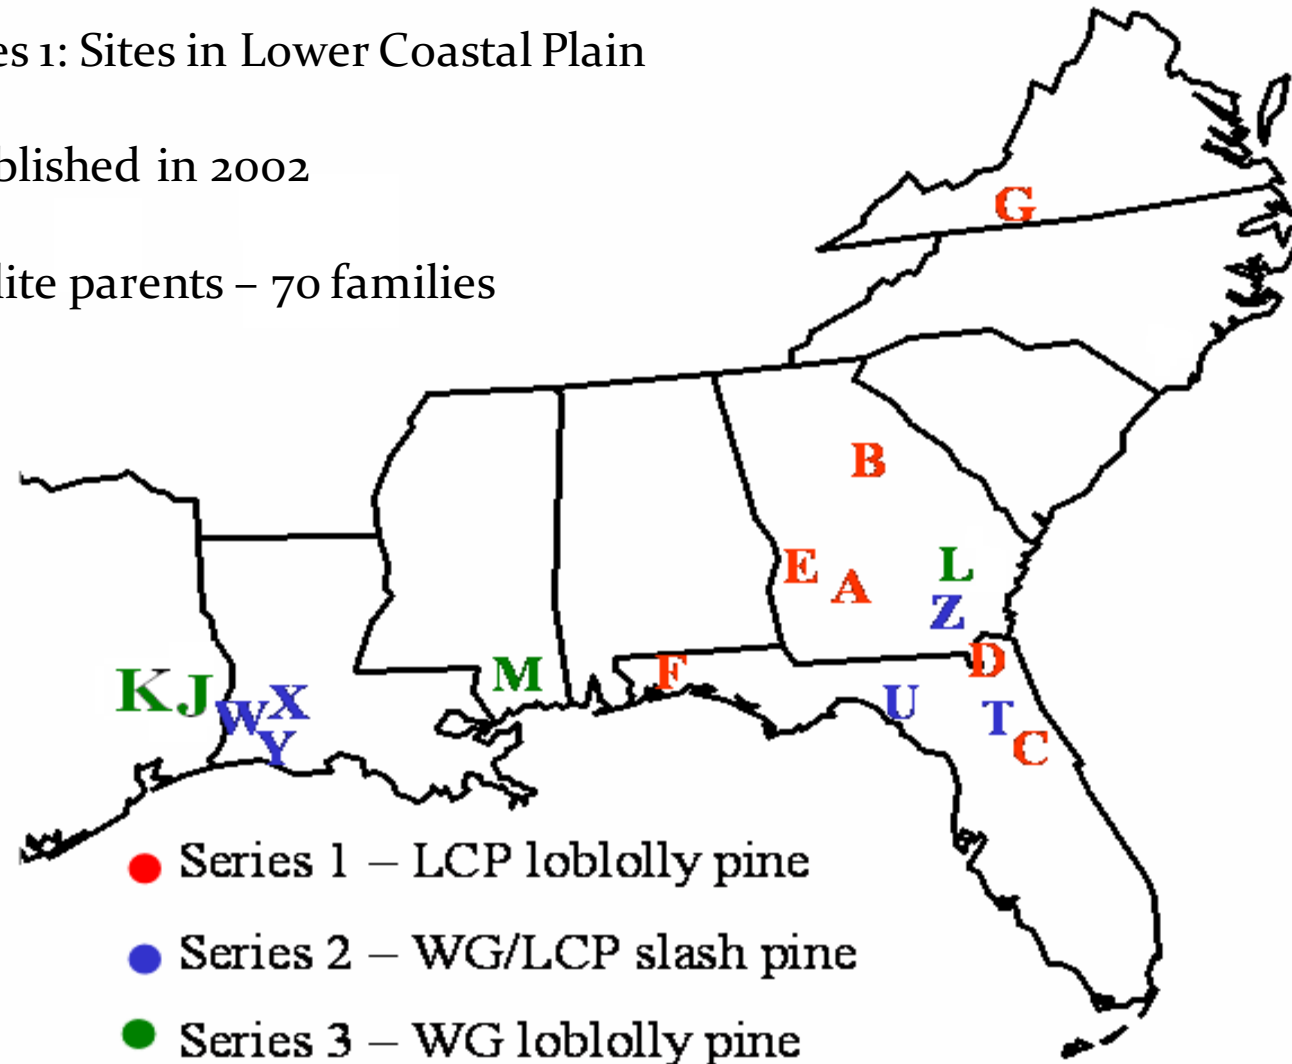 es 1: Sites in Lower Coastal Plain
blished in 2002
lite parents – 70 families
G
B
E
A
L
Z
D
F
M
K
J
W
X
Y
U
T
C
Series 1 – LCP loblolly pine
Series 2 – WG/LCP slash pine
Series 3 – WG loblolly pine